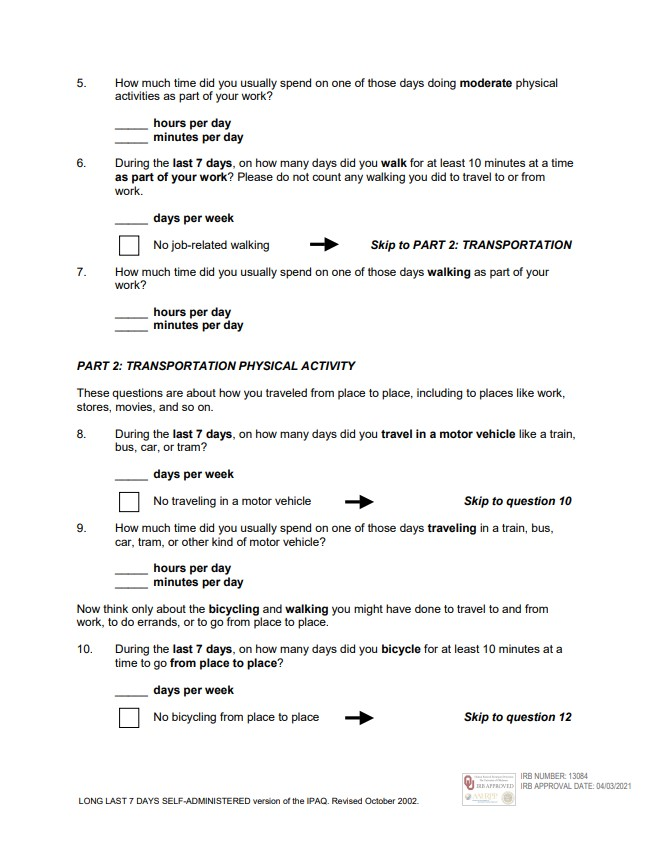 5. How much time did you usually spend on one of those days doing moderate physical
activities as part of your work?
_____ hours per day
_____ minutes per day
6. During the last 7 days, on how many days did you walk for at least 10 minutes at a time
as part of your work? Please do not count any walking you did to travel to or from
work.
_____ days per week
No job-related walking Skip to PART 2: TRANSPORTATION
7. How much time did you usually spend on one of those days walking as part of your
work?
_____ hours per day
_____ minutes per day
PART 2: TRANSPORTATION PHYSICAL ACTIVITY
These questions are about how you traveled from place to place, including to places like work,
stores, movies, and so on.
8. During the last 7 days, on how many days did you travel in a motor vehicle like a train,
bus, car, or tram?
_____ days per week
No traveling in a motor vehicle Skip to question 10
9. How much time did you usually spend on one of those days traveling in a train, bus,
car, tram, or other kind of motor vehicle?
_____ hours per day
_____ minutes per day
Now think only about the bicycling and walking you might have done to travel to and from
work, to do errands, or to go from place to place.
10. During the last 7 days, on how many days did you bicycle for at least 10 minutes at a
time to go from place to place?
_____ days per week
No bicycling from place to place Skip to question 12
IRB APPROVED
IRB NUMBER: 13084
IRB APPROVAL DATE: 04/03/2021
LONG LAST 7 DAYS SELF-ADMINISTERED version of the IPAQ. Revised October 2002.